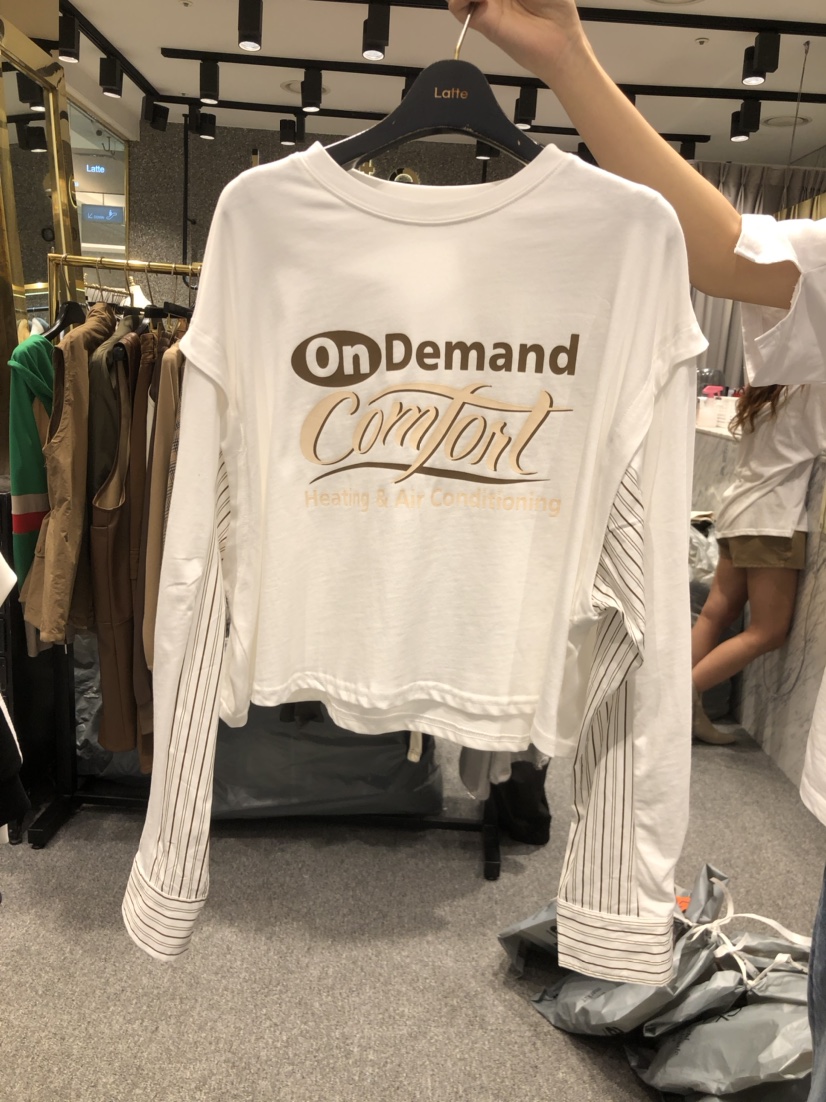 Latte
Latte
OnDemand
Comfort
Heating & Air Conditioning